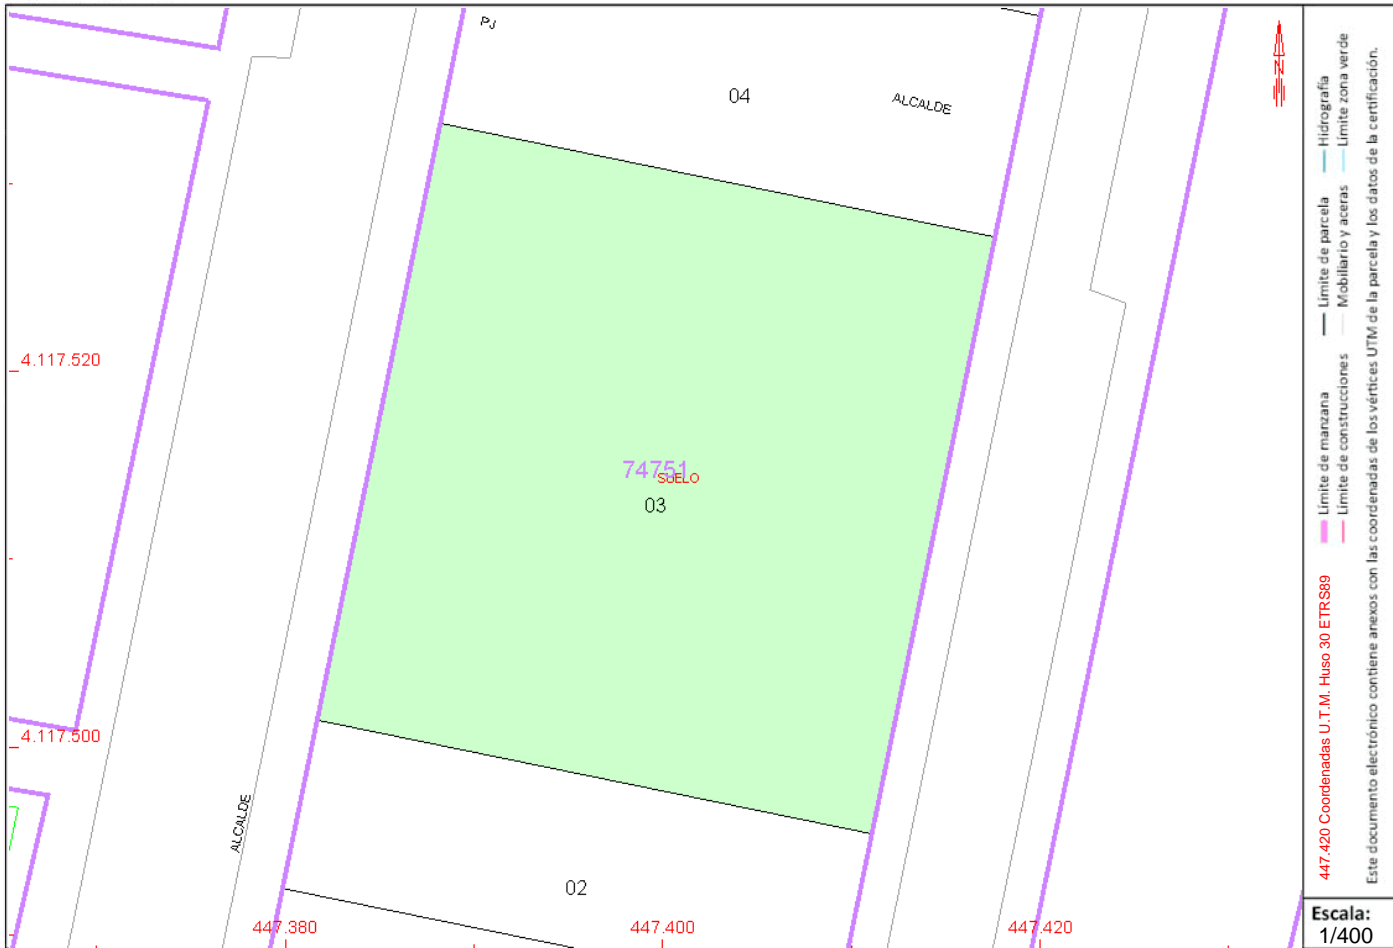 PJ
04
ALCALDE
4.117.520
74751
SUELO
03
4.117.500
ALCALDE
02
447.380
447.400
447.420
N
447.420 Coordenadas U.T.M. Huso 30 ETRS89
Límite de manzana
Límite de parcela
Hidrografía
Límite de construcciones
Mobiliario y aceras
Límite zona verde
Este documento electrónico contiene anexos con las coordenadas de los vértices UTM de la parcela y los datos de la certificación.
Escala:
1/400